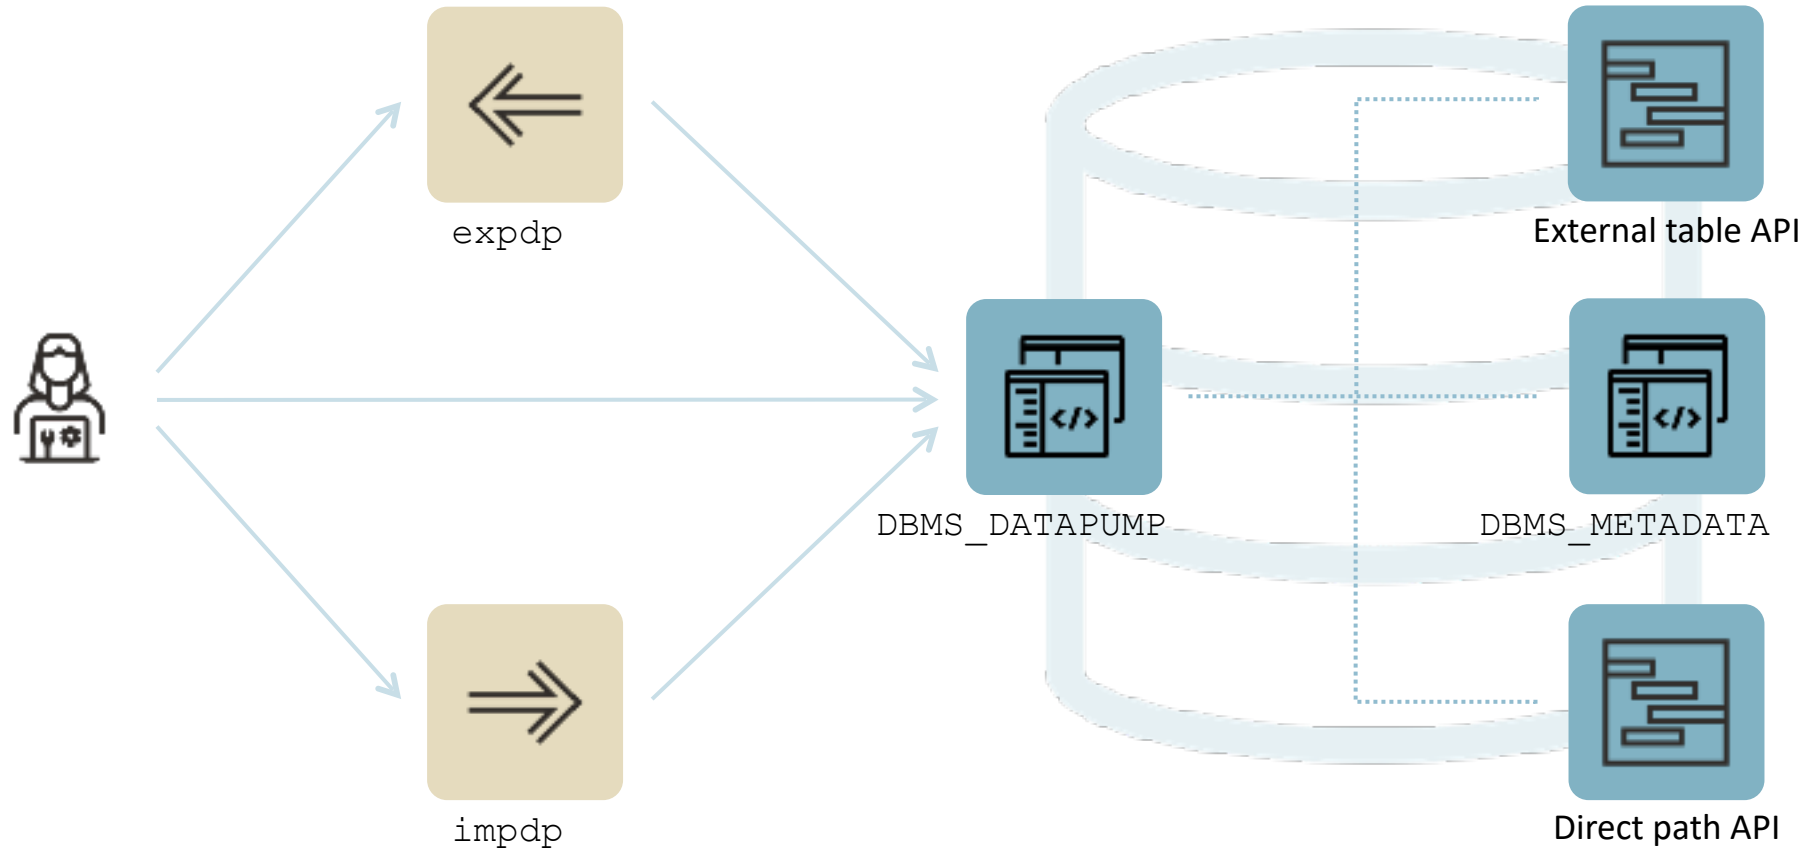 expdp
External table API
DBMS_DATAPUMP
DBMS_METADATA
impdp
Direct path API